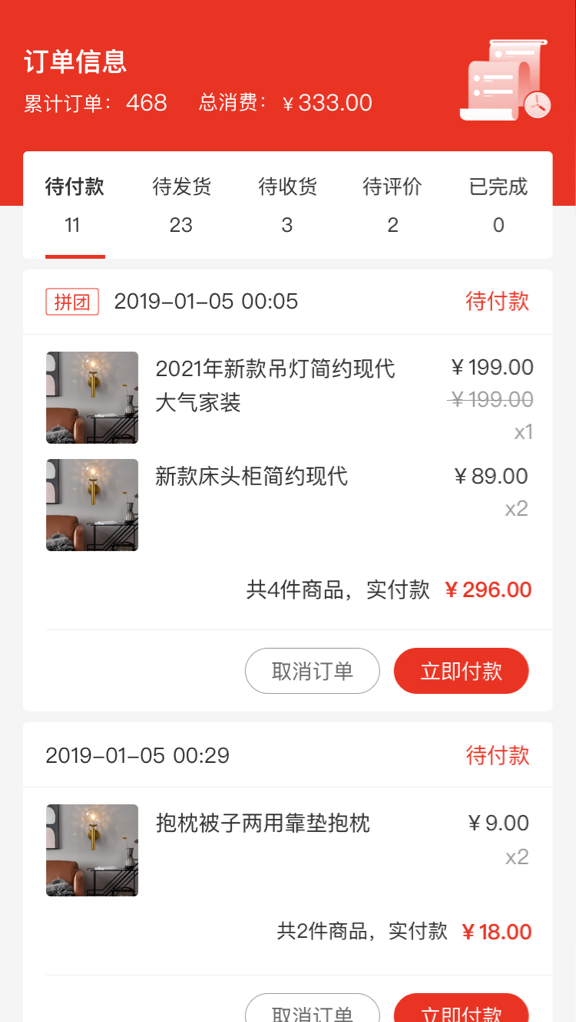 订单信息
累计订单： 468 总消费：￥333.00
待付款 待发货 待收货 待评价 已完成
11 23 3 2 0
拼团 2019-01-05 00:05 待付款
2021年新款吊灯简约现代 ￥199.00
大气家装 ￥199.00
x1
新款床头柜简约现代 ￥89.00
x2
共4件商品，实付款 ￥296.00
取消订单 立即付款
2019-01-05 00:29 待付款
抱枕被子两用靠垫抱枕 ￥9.00
x2
共2件商品，实付款 ￥18.00
取消订单 立即付款